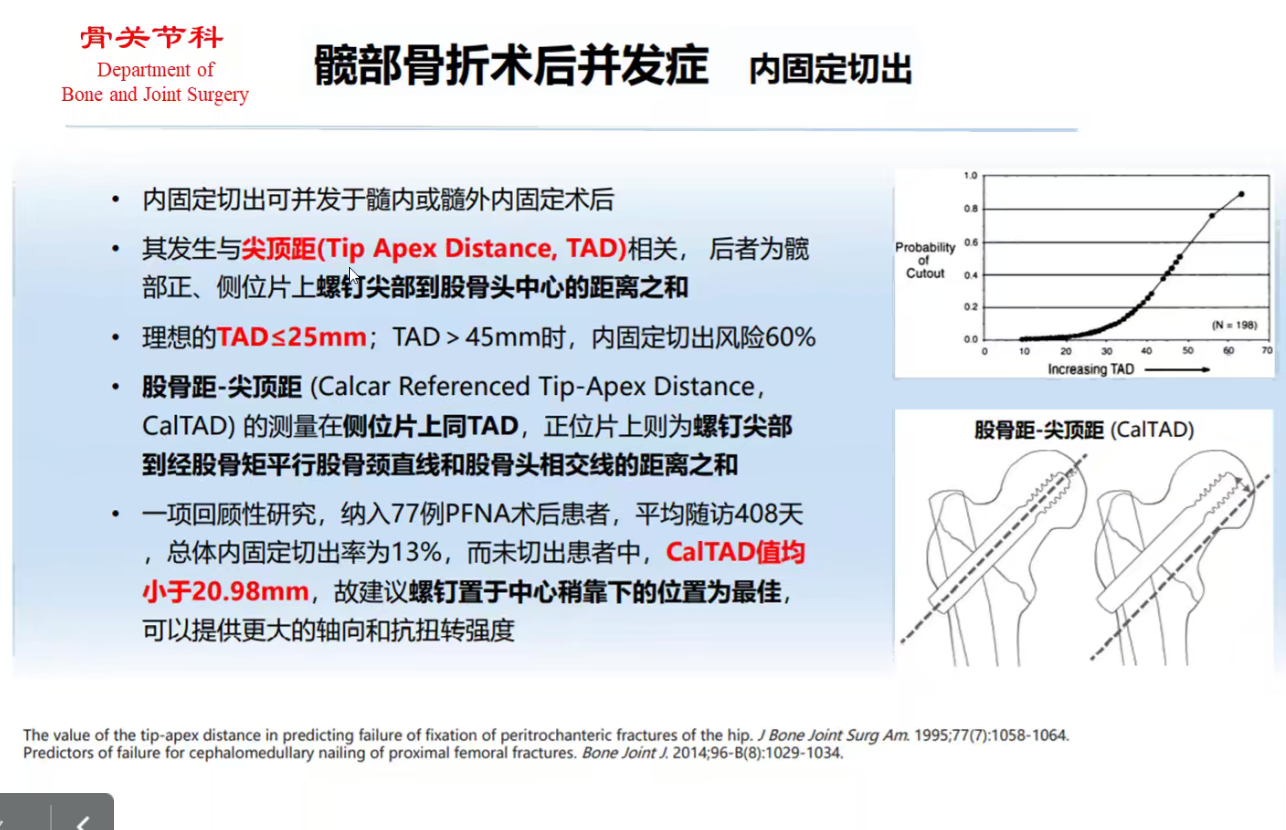 骨关节科
Department of
Bone and Joint Surgery
髋部骨折术后并发症 内固定切出
• 内固定切出可并发于髓内或髓外内固定术后
• 其发生与尖顶距(Tip Apex Distance, TAD)相关， 后者为髋
部正、侧位片上螺钉尖部到股骨头中心的距离之和
• 理想的TAD≤25mm；TAD＞45mm时，内固定切出风险60%
• 股骨距-尖顶距 (Calcar Referenced Tip-Apex Distance,
CalTAD) 的测量在侧位片上同TAD，正位片上则为螺钉尖部
到经股骨矩平行股骨颈直线和股骨头相交线的距离之和
• 一项回顾性研究，纳入77例PFNA术后患者，平均随访408天
，总体内固定切出率为13%，而未切出患者中，CalTAD值均
小于20.98mm，故建议螺钉置于中心稍靠下的位置为最佳，
可以提供更大的轴向和抗扭转强度
1.0
0.8
0.6
0.4
0.2
0.0
Probability
of
Cutout
(N = 198)
0 10 20 30 40 50 60 70
Increasing TAD
股骨距-尖顶距 (CalTAD)
The value of the tip-apex distance in predicting failure of fixation of peritrochanteric fractures of the hip. J Bone Joint Surg Am. 1995;77(7):1058-1064.
Predictors of failure for cephalomedullary nailing of proximal femoral fractures. Bone Joint J. 2014;96-B(8):1029-1034.